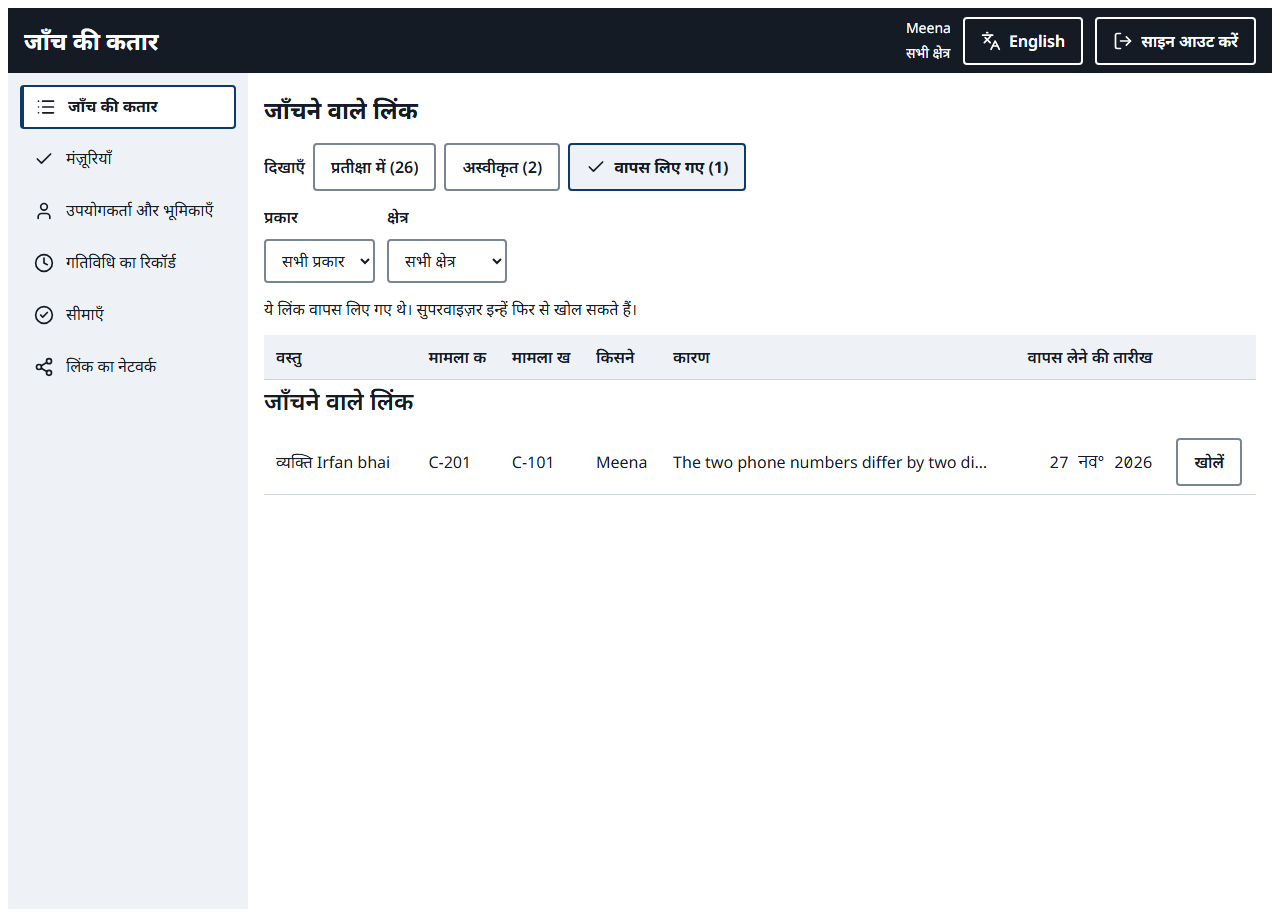 जाँच की कतार
Meena
सभी क्षेत्र
English
साइन आउट करें
जाँच की कतार
मंज़ूरियाँ
उपयोगकर्ता और भूमिकाएँ
गतिविधि का रिकॉर्ड
सीमाएँ
लिंक का नेटवर्क
जाँचने वाले लिंक
दिखाएँ प्रतीक्षा में (26) अस्वीकृत (2) वापस लिए गए (1)
प्रकार क्षेत्र
सभी प्रकार सभी क्षेत्र
ये लिंक वापस लिए गए थे। सुपरवाइज़र इन्हें फिर से खोल सकते हैं।
वस्तु मामला क मामला ख किसने कारण वापस लेने की तारीख
जाँचने वाले लिंक
व्यक्ति Irfan bhai C-201 C-101 Meena The two phone numbers differ by two di... 27 नव॰ 2026 खोलें